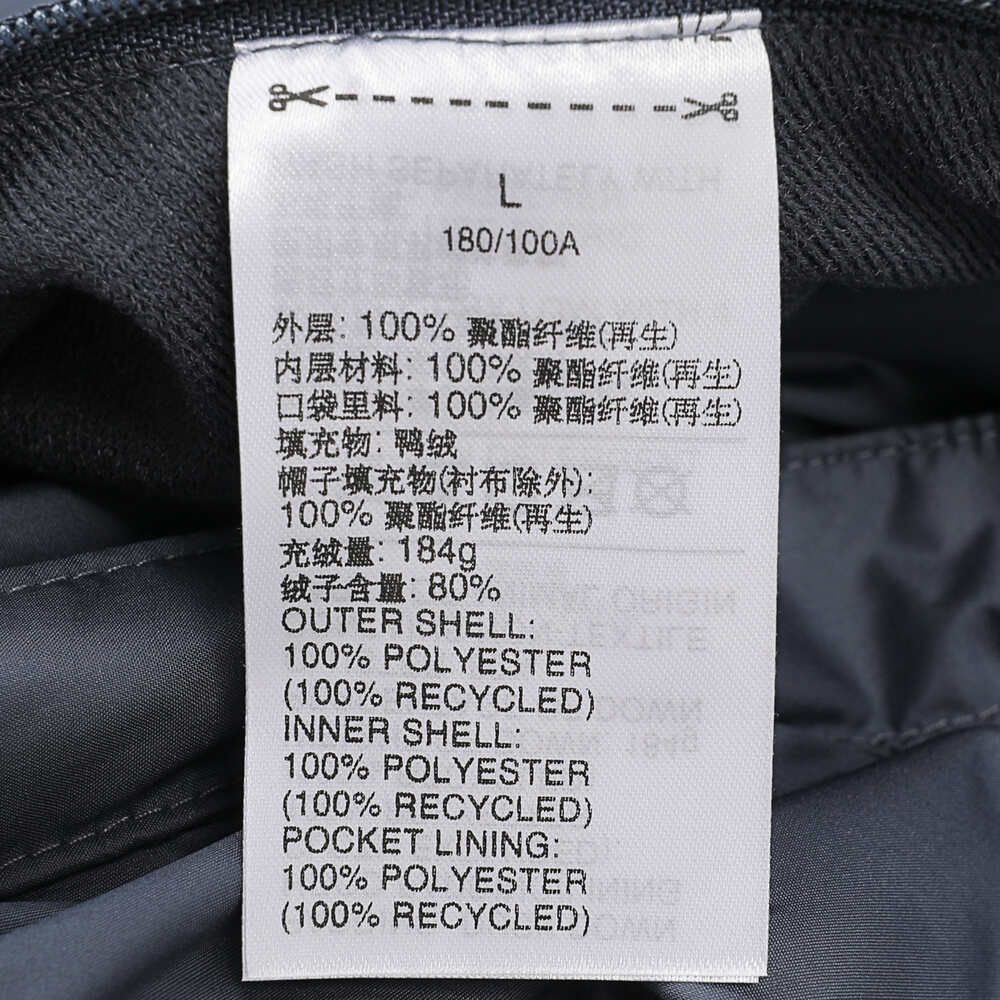 1/2
L
180/100A
外层: 100% 聚酯纤维(再生)
内层材料: 100% 聚酯纤维(再生)
口袋里料: 100% 聚酯纤维(再生)
填充物: 鸭绒
帽子填充物(衬布除外):
100% 聚酯纤维(再生)
充绒量: 184g
绒子含量: 80%
OUTER SHELL:
100% POLYESTER
(100% RECYCLED)
INNER SHELL:
100% POLYESTER
(100% RECYCLED)
POCKET LINING:
100% POLYESTER
(100% RECYCLED)